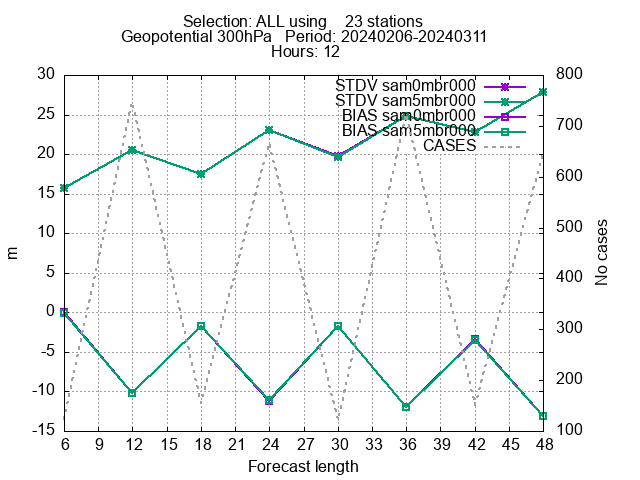 Selection: ALL using 23 stations
Geopotential 300hPa Period: 20240206-20240311
Hours: 12
STDV sam0mbr000
STDV sam5mbr000
BIAS sam0mbr000
BIAS sam5mbr000
CASES
30
25
20
15
10
5
0
-5
-10
-15
m
800
700
600
500
400
300
200
100
No cases
6 9 12 15 18 21 24 27 30 33 36 39 42 45 48
Forecast length